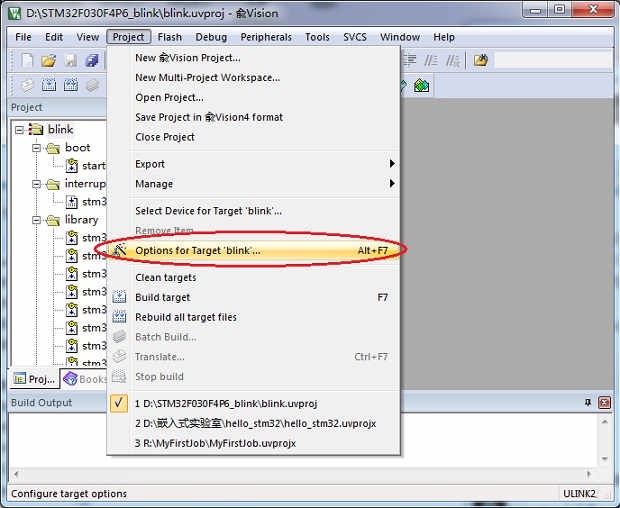 D:\STM32F030F4P6_blink\blink.uvproj - 兪Vision
File Edit View Project Flash Debug Peripherals Tools SVCS Window Help
Project
blink
boot
start
interrup
stm3
library
stm3
stm3
stm3
stm3
stm3
stm3
Proj... Books
New 兪Vision Project...
New Multi-Project Workspace...
Open Project...
Save Project in 兪Vision4 format
Close Project
Export
Manage
Select Device for Target 'blink'...
Remove Item
Options for Target 'blink'... Alt+F7
Clean targets
Build target F7
Rebuild all target files
Batch Build...
Translate... Ctrl+F7
Stop build
1 D:\STM32F030F4P6_blink\blink.uvproj
2 D:\嵌入式实验室\hello_stm32\hello_stm32.uvprojx
3 R:\MyFirstJob\MyFirstJob.uvprojx
Build Output
Configure target options ULINK2